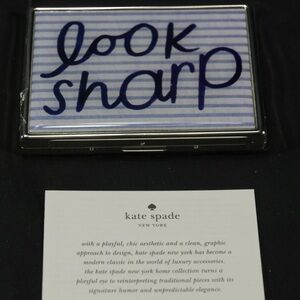 look
sharp
kate spade
NEW YORK
with a playful, chic aesthetic and a clean, graphic
approach to design, kate spade new york has become a
modern classic in the world of luxury accessories.
the kate spade new york home collection turns a
playful eye to reinterpreting traditional pieces with its
signature humor and unpredictable elegance.